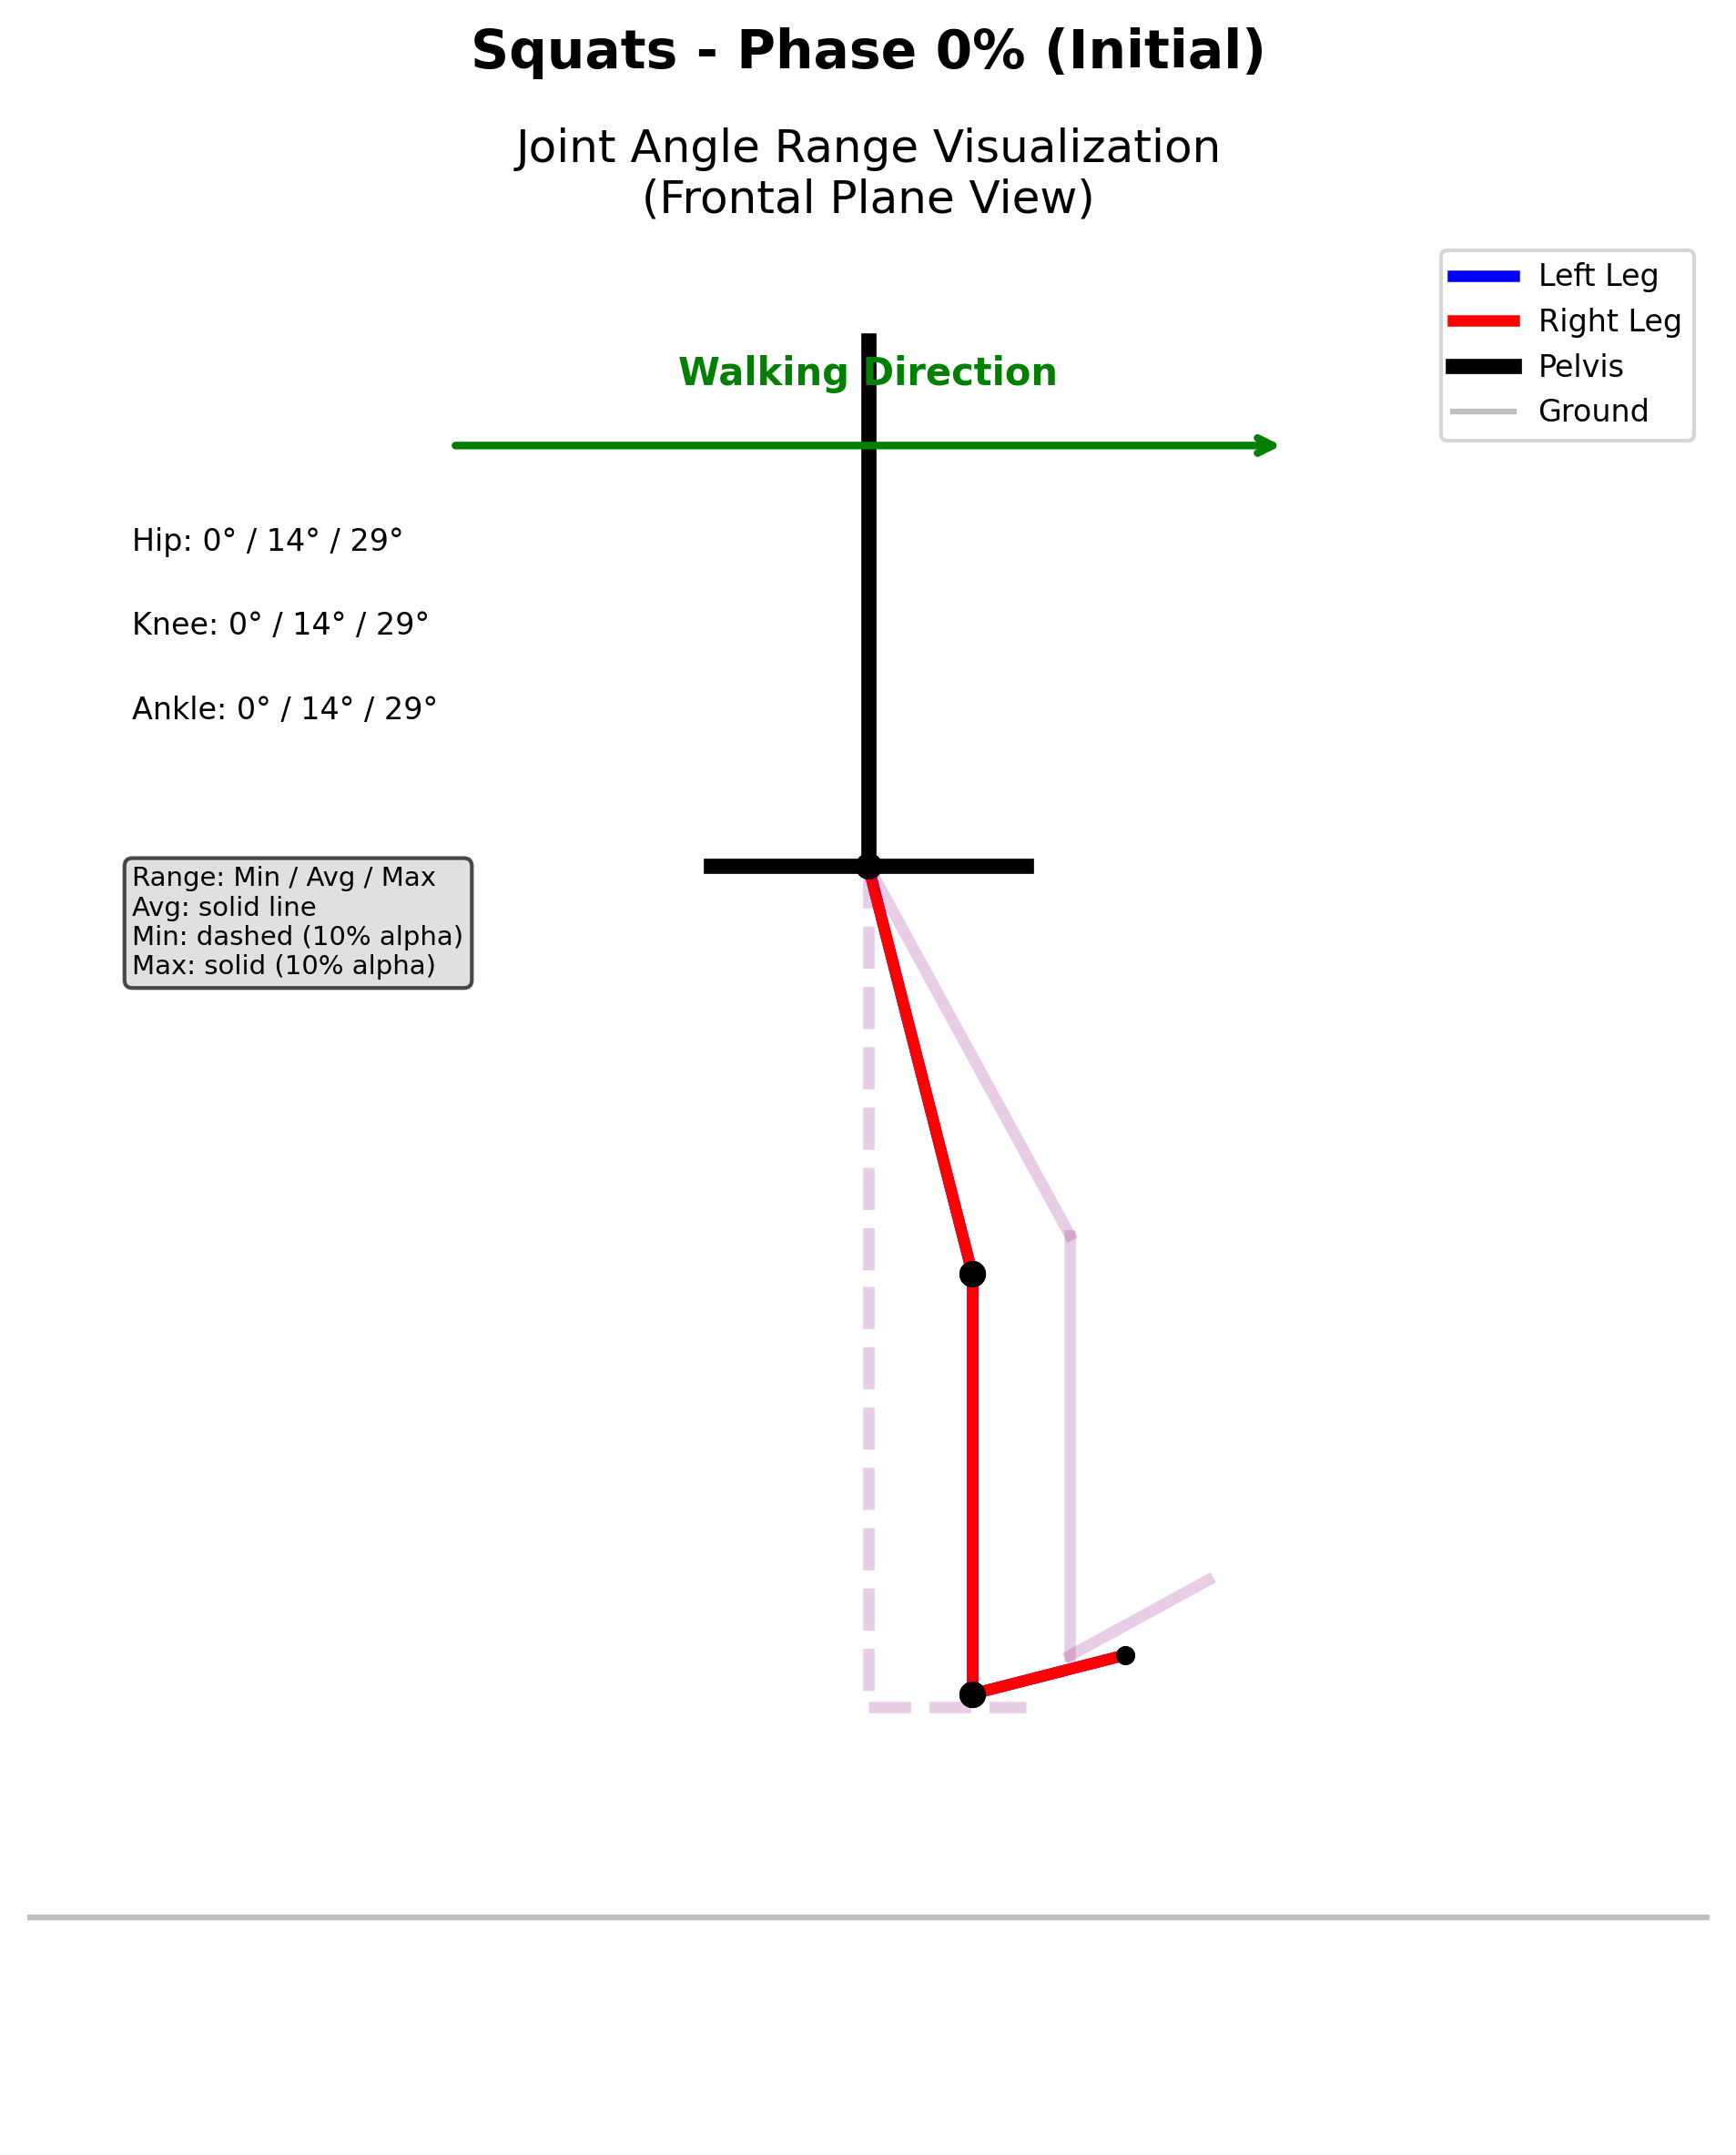 Squats - Phase 0% (Initial)
Joint Angle Range Visualization
(Frontal Plane View)
Left Leg
Right Leg
Pelvis
Ground
Walking Direction
Hip: 0° / 14° / 29°
Knee: 0° / 14° / 29°
Ankle: 0° / 14° / 29°
Range: Min / Avg / Max
Avg: solid line
Min: dashed (10% alpha)
Max: solid (10% alpha)